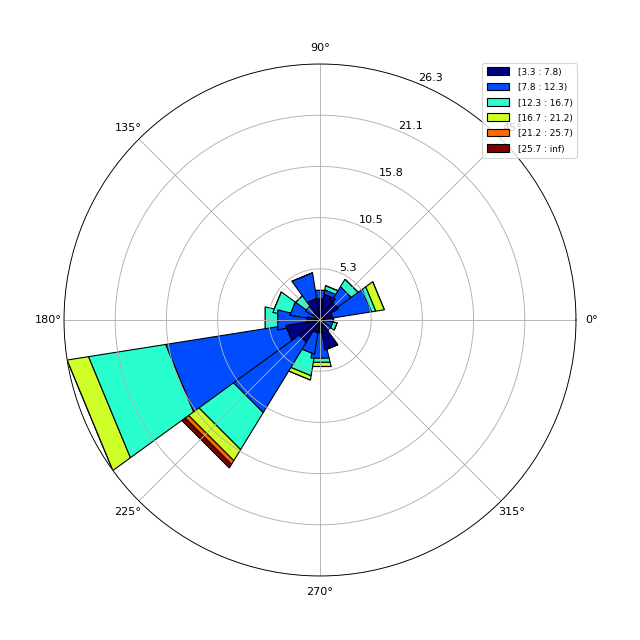 90°
26.3
[3.3 : 7.8)
[7.8 : 12.3)
[12.3 : 16.7)
[16.7 : 21.2)
[21.2 : 25.7)
[25.7 : inf)
135°
21.1
15.8
10.5
5.3
180°
0°
225°
315°
270°